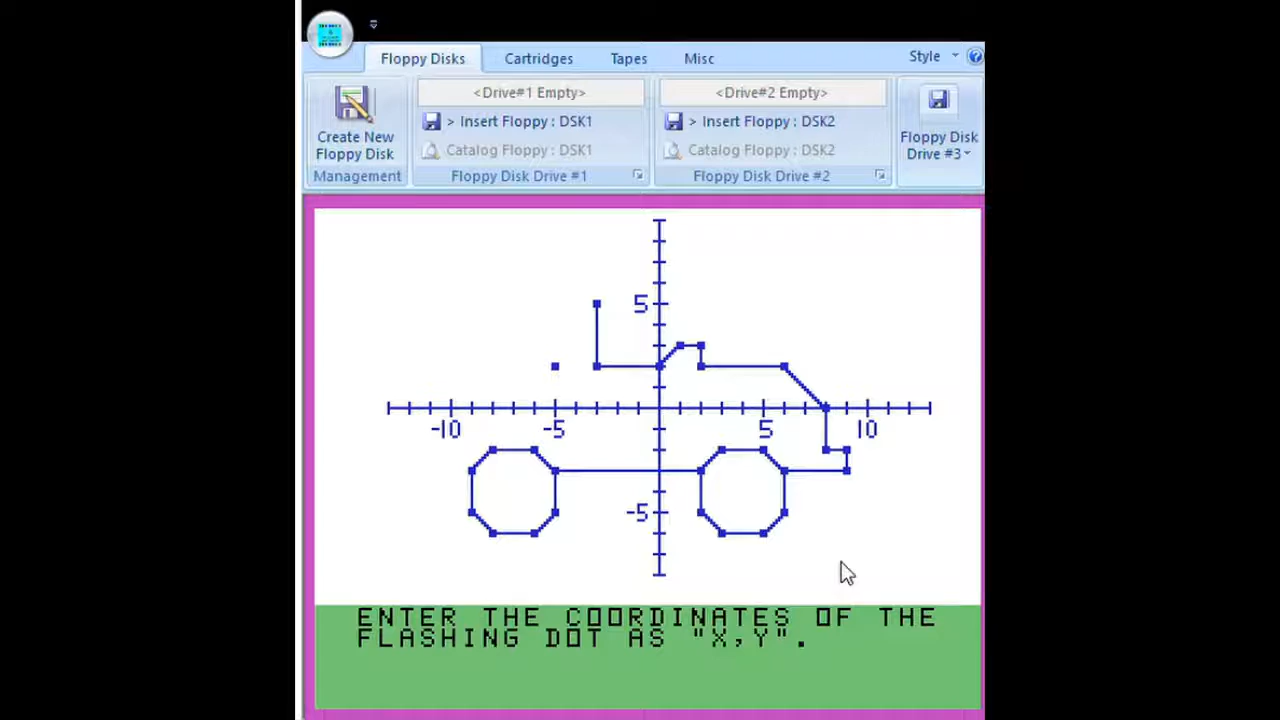 Floppy Disks Cartridges Tapes Misc Style
<Drive#1 Empty> <Drive#2 Empty>
> Insert Floppy : DSK1 > Insert Floppy : DSK2
Create New Floppy Disk
Catalog Floppy : DSK1 Catalog Floppy : DSK2
Floppy Disk Drive #3
Management Floppy Disk Drive #1 Floppy Disk Drive #2
5
-10 -5 5 10
-5
ENTER THE COORDINATES OF THE
FLASHING DOT AS "X,Y".